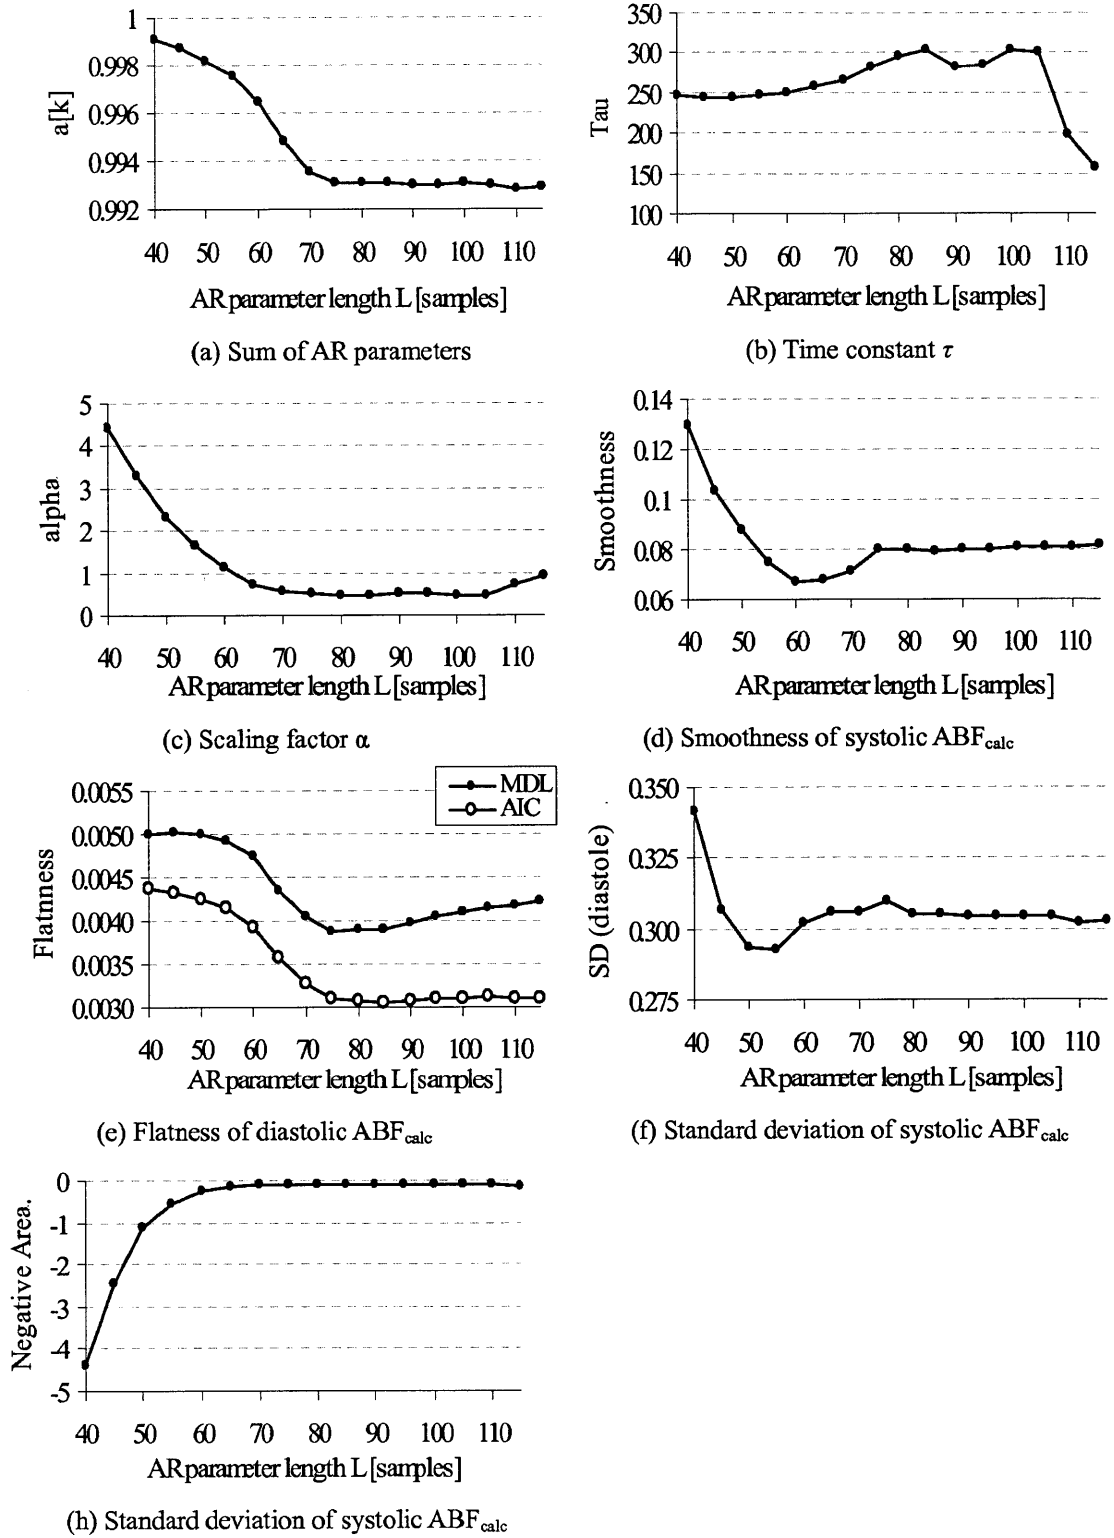 1
0.998
0.996
0.994
0.992
a[k]
40 50 60 70 80 90 100 110
AR parameter length L [samples]
(a) Sum of AR parameters
350
300
250
200
150
100
Tau
40 50 60 70 80 90 100 110
AR parameter length L [samples]
(b) Time constant τ
5
4
3
2
1
0
alpha
40 50 60 70 80 90 100 110
AR parameter length L [samples]
(c) Scaling factor α
0.14
0.12
0.1
0.08
0.06
Smoothness
40 50 60 70 80 90 100 110
AR parameter length L [samples]
(d) Smoothness of systolic ABFcalc
MDL
AIC
0.0055
0.0050
0.0045
0.0040
0.0035
0.0030
Flatnness
40 50 60 70 80 90 100 110
AR parameter length L [samples]
(e) Flatness of diastolic ABFcalc
0.350
0.325
0.300
0.275
SD (diastole)
40 50 60 70 80 90 100 110
AR parameter length L [samples]
(f) Standard deviation of systolic ABFcalc
0
-1
-2
-3
-4
-5
Negative Area.
40 50 60 70 80 90 100 110
AR parameter length L [samples]
(h) Standard deviation of systolic ABFcalc